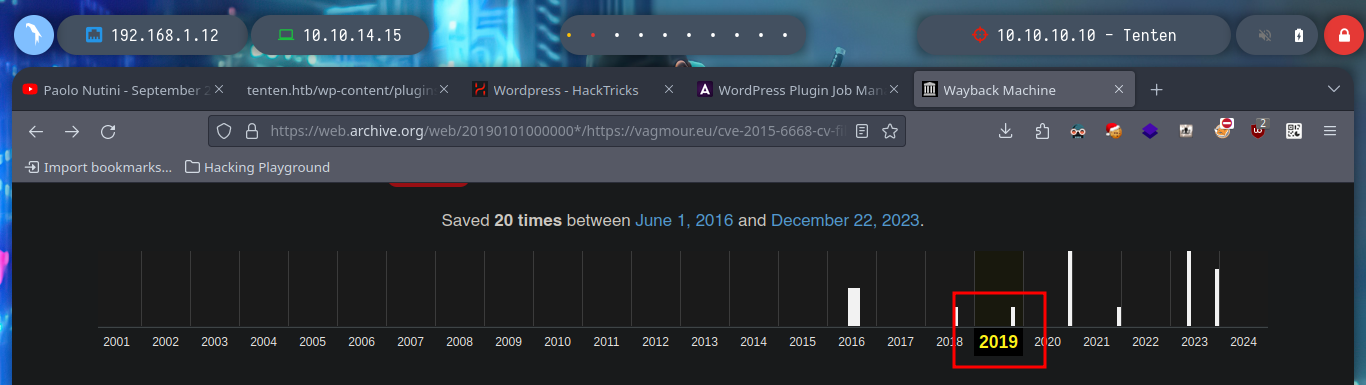 192.168.1.12
10.10.14.15
10.10.10.10 - Tenten
Paolo Nutini - September 2
tenten.htb/wp-content/plugin
Wordpress - HackTricks
WordPress Plugin Job Man
Wayback Machine
https://web.archive.org/web/20190101000000*/https://vagmour.eu/cve-2015-6668-cv-fi
2
Import bookmarks...
Hacking Playground
Saved 20 times between June 1, 2016 and December 22, 2023.
2001 2002 2003 2004 2005 2006 2007 2008 2009 2010 2011 2012 2013 2014 2015 2016 2017 2018 2019 2020 2021 2022 2023 2024